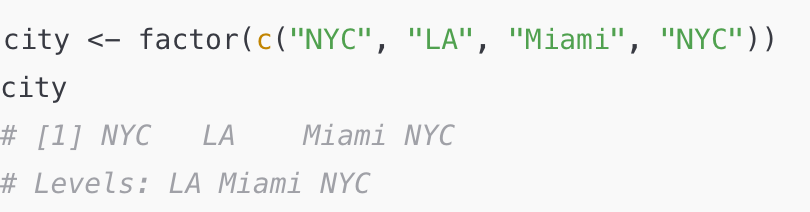 city <- factor(c("NYC", "LA", "Miami", "NYC"))
city
# [1] NYC   LA    Miami NYC
# Levels: LA Miami NYC